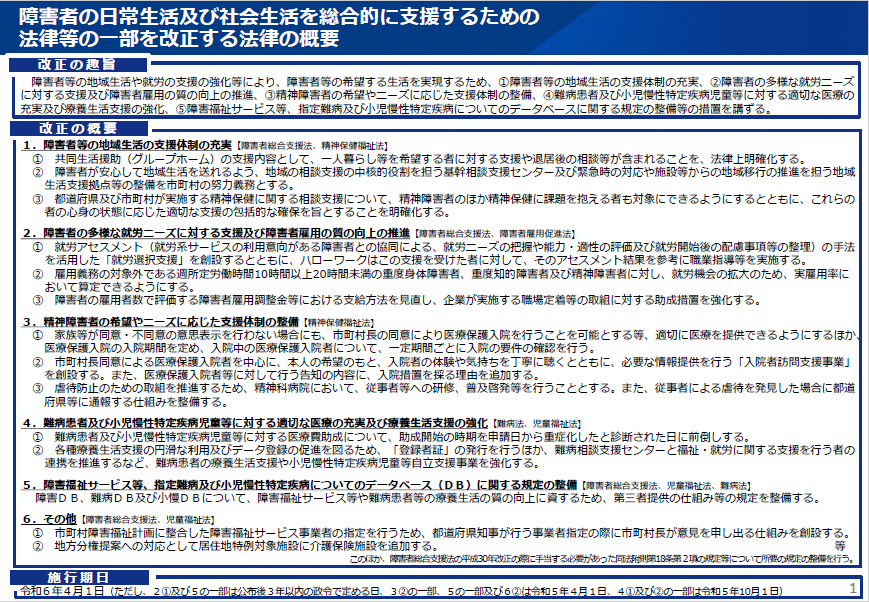 障害者の日常生活及び社会生活を総合的に支援するための
法律等の一部を改正する法律の概要
改正の趣旨
障害者等の地域生活や就労の支援の強化等により、障害者等の希望する生活を実現するため、①障害者等の地域生活の支援体制の充実、②障害者の多様な就労ニーズ
に対する支援及び障害者雇用の質の向上の推進、③精神障害者の希望やニーズに応じた支援体制の整備、④難病患者及び小児慢性特定疾病児童等に対する適切な医療の
充実及び療養生活支援の強化、⑤障害福祉サービス等、指定難病及び小児慢性特定疾病についてのデータベースに関する規定の整備等の措置を講ずる。
改正の概要
１．障害者等の地域生活の支援体制の充実【障害者総合支援法、精神保健福祉法】
① 共同生活援助（グループホーム）の支援内容として、一人暮らし等を希望する者に対する支援や退居後の相談等が含まれることを、法律上明確化する。
② 障害者が安心して地域生活を送れるよう、地域の相談支援の中核的役割を担う基幹相談支援センター及び緊急時の対応や施設等からの地域移行の推進を担う地域
生活支援拠点等の整備を市町村の努力義務とする。
③ 都道府県及び市町村が実施する精神保健に関する相談支援について、精神障害者のほか精神保健に課題を抱える者も対象にできるようにするとともに、これらの
者の心身の状態に応じた適切な支援の包括的な確保を旨とすることを明確化する。
２．障害者の多様な就労ニーズに対する支援及び障害者雇用の質の向上の推進【障害者総合支援法、障害者雇用促進法】
① 就労アセスメント（就労系サービスの利用意向がある障害者との協同による、就労ニーズの把握や能力・適性の評価及び就労開始後の配慮事項等の整理）の手法
を活用した「就労選択支援」を創設するとともに、ハローワークはこの支援を受けた者に対して、そのアセスメント結果を参考に職業指導等を実施する。
② 雇用義務の対象外である週所定労働時間10時間以上20時間未満の重度身体障害者、重度知的障害者及び精神障害者に対し、就労機会の拡大のため、実雇用率に
おいて算定できるようにする。
③ 障害者の雇用者数で評価する障害者雇用調整金等における支給方法を見直し、企業が実施する職場定着等の取組に対する助成措置を強化する。
３．精神障害者の希望やニーズに応じた支援体制の整備【精神保健福祉法】
① 家族等が同意・不同意の意思表示を行わない場合にも、市町村長の同意により医療保護入院を行うことを可能とする等、適切に医療を提供できるようにするほか、
医療保護入院の入院期間を定め、入院中の医療保護入院者について、一定期間ごとに入院の要件の確認を行う。
② 市町村長同意による医療保護入院者を中心に、本人の希望のもと、入院者の体験や気持ちを丁寧に聴くとともに、必要な情報提供を行う「入院者訪問支援事業」
を創設する。また、医療保護入院者等に対して行う告知の内容に、入院措置を採る理由を追加する。
③ 虐待防止のための取組を推進するため、精神科病院において、従事者等への研修、普及啓発等を行うこととする。また、従事者による虐待を発見した場合に都道
府県等に通報する仕組みを整備する。
４．難病患者及び小児慢性特定疾病児童等に対する適切な医療の充実及び療養生活支援の強化【難病法、児童福祉法】
① 難病患者及び小児慢性特定疾病児童等に対する医療費助成について、助成開始の時期を申請日から重症化したと診断された日に前倒しする。
② 各種療養生活支援の円滑な利用及びデータ登録の促進を図るため、「登録者証」の発行を行うほか、難病相談支援センターと福祉・就労に関する支援を行う者の
連携を推進するなど、難病患者の療養生活支援や小児慢性特定疾病児童等自立支援事業を強化する。
５．障害福祉サービス等、指定難病及び小児慢性特定疾病についてのデータベース（ＤＢ）に関する規定の整備【障害者総合支援法、児童福祉法、難病法】
障害ＤＢ、難病ＤＢ及び小慢ＤＢについて、障害福祉サービス等や難病患者等の療養生活の質の向上に資するため、第三者提供の仕組み等の規定を整備する。
６．その他【障害者総合支援法、児童福祉法】
① 市町村障害福祉計画に整合した障害福祉サービス事業者の指定を行うため、都道府県知事が行う事業者指定の際に市町村長が意見を申し出る仕組みを創設する。
② 地方分権提案への対応として居住地特例対象施設に介護保険施設を追加する。 等
このほか、障害者総合支援法の平成30年改正の際に手当する必要があった同法附則第18条第２項の規定等について所要の規定の整備を行う。
施行期日
令和６年４月１日（ただし、２①及び５の一部は公布後３年以内の政令で定める日、３②の一部、５の一部及び６②は令和５年４月１日、４①及び②の一部は令和５年10月１日）
1